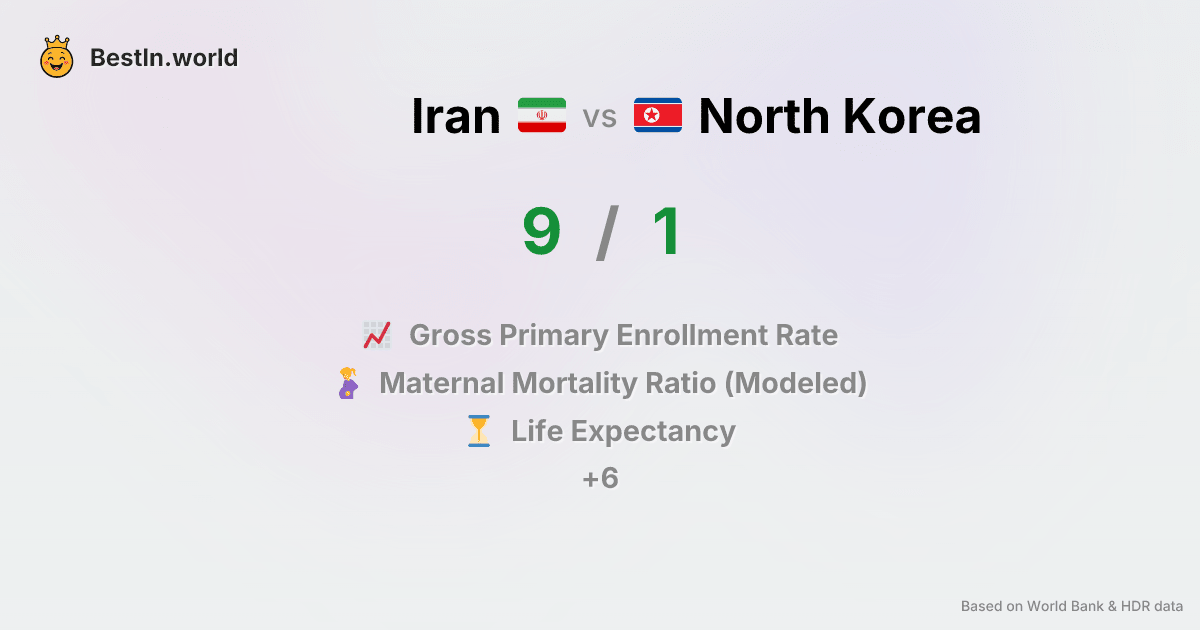 BestIn.world
Iran vs North Korea
9 / 1
Gross Primary Enrollment Rate
Maternal Mortality Ratio (Modeled)
Life Expectancy
+6
Based on World Bank & HDR data